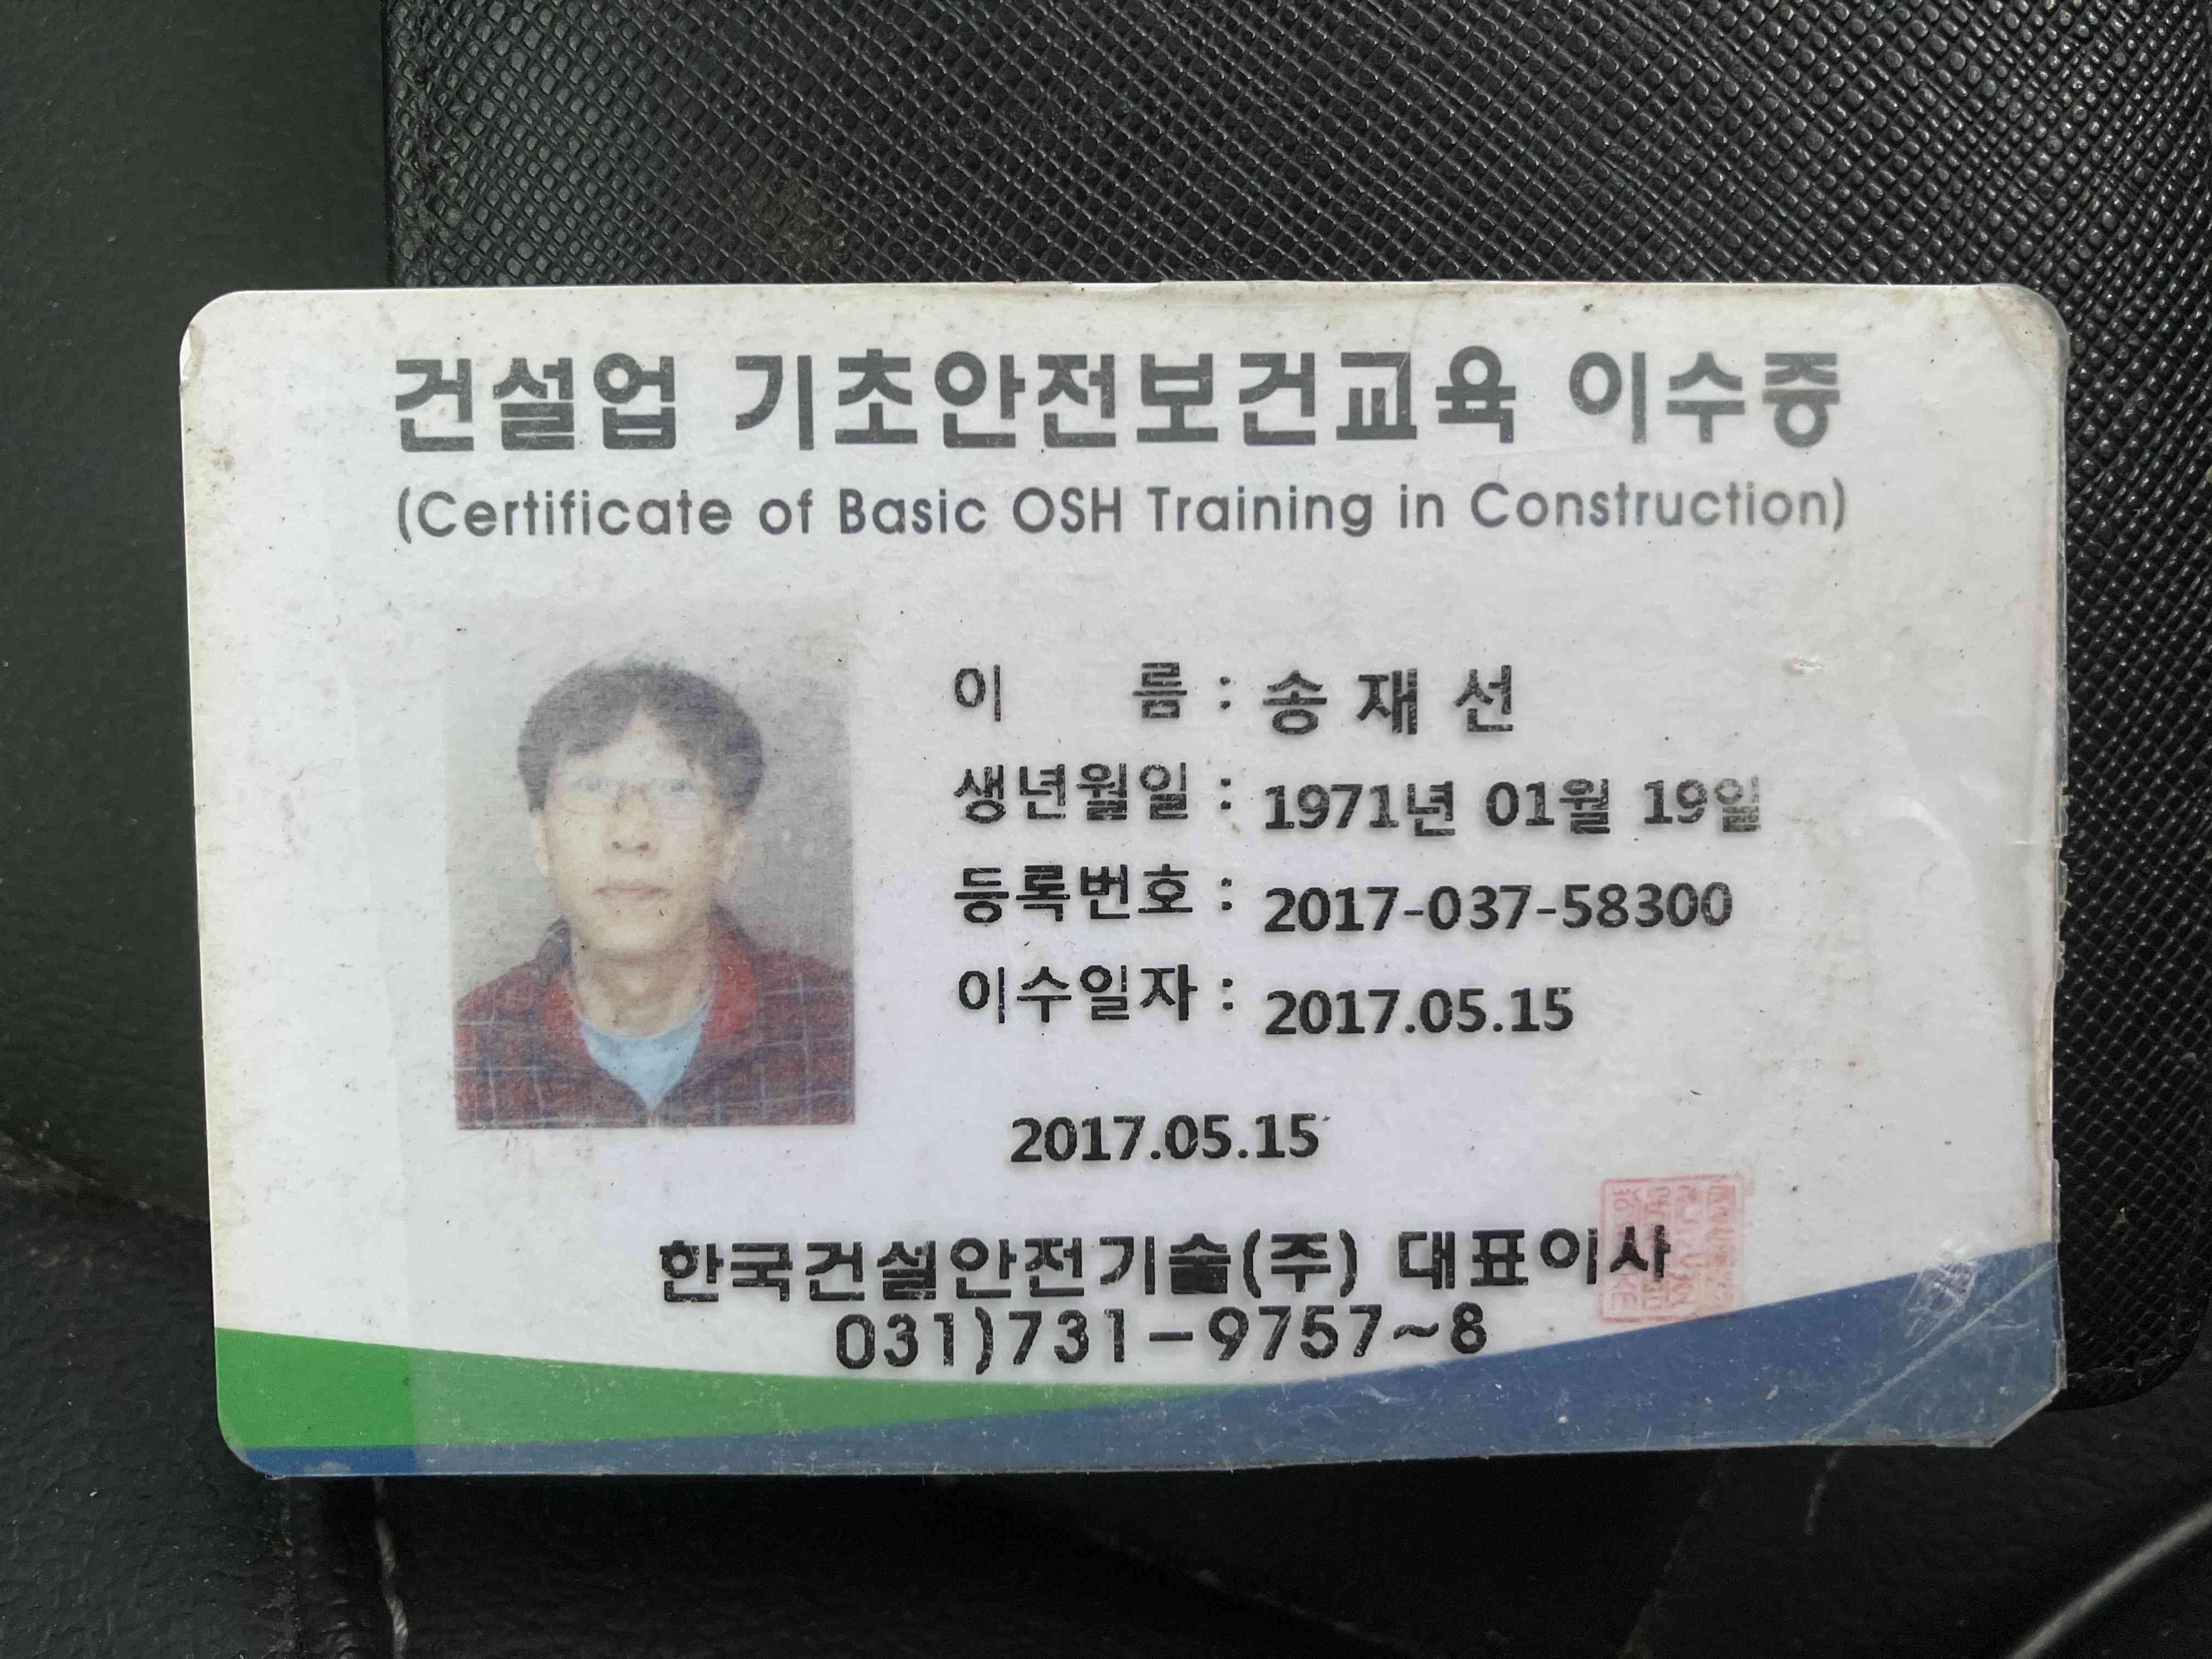 건설업 기초안전보건교육 이수증
(Certificate of Basic OSH Training in Construction)
이 름 : 송 재 선
생년월일 : 1971년 01월 19일
등록번호 : 2017-037-58300
이수일자 : 2017.05.15
2017.05.15
한국건설안전기술(주) 대표이사
031)731-9757~8